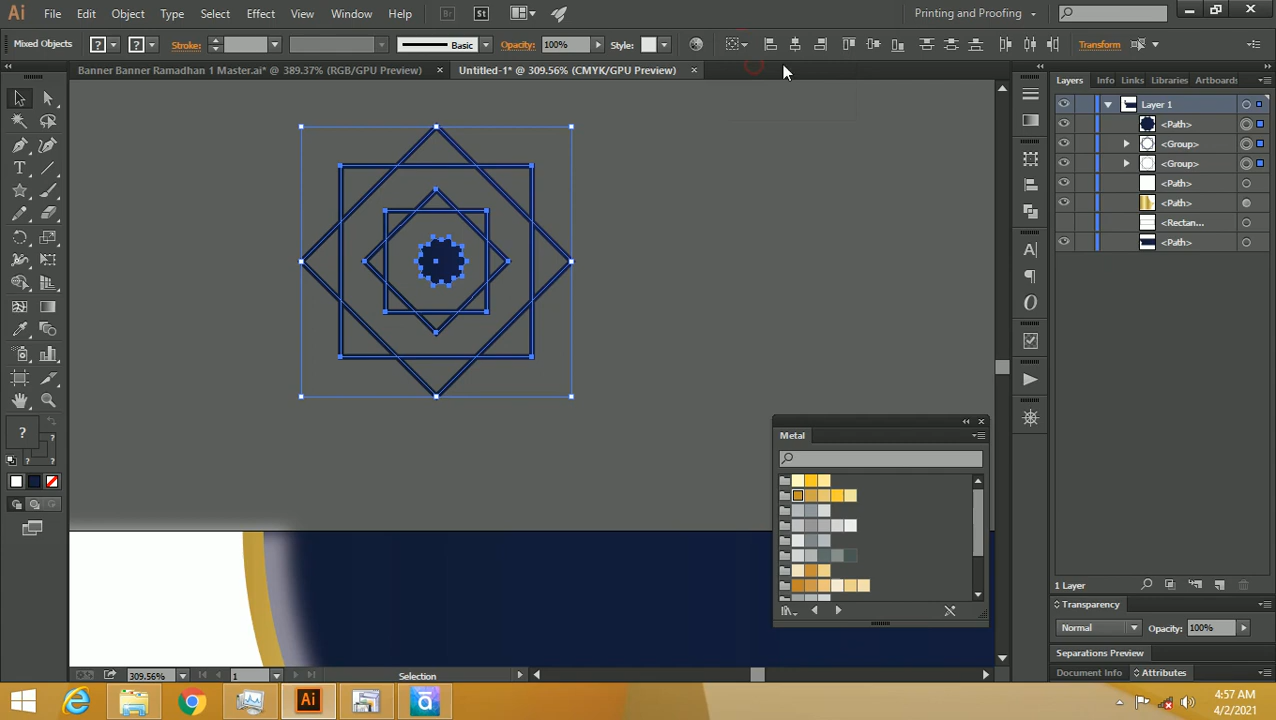 Ai File Edit Object Type Select Effect View Window Help Br St Printing and Proofing
Mixed Objects ? ? Stroke: Basic Opacity: 100% Style: Transform
Banner Banner Ramadhan 1 Master.ai* @ 389.37% (RGB/GPU Preview) × Untitled-1* @ 309.56% (CMYK/GPU Preview) ×
Layers Info Links Libraries Artboard:
Layer 1
<Path>
<Group>
<Group>
<Path>
<Path>
<Rectan...
<Path>
Metal
1 Layer
Transparency
Normal Opacity: 100%
Separations Preview
Document Info Attributes
309.56% 1 Selection
Ai
4:57 AM
4/2/2021